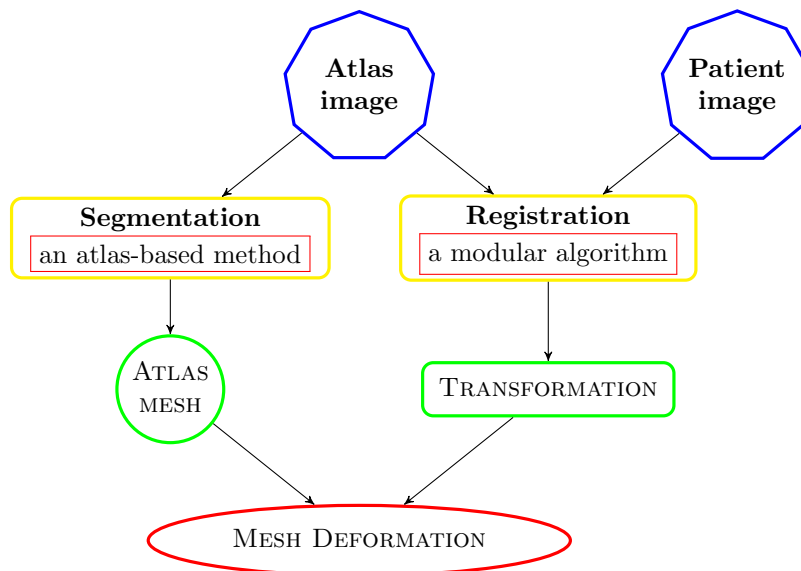 Atlas
image
Patient
image
Segmentation
an atlas-based method
Registration
a modular algorithm
Atlas
mesh
Transformation
Mesh Deformation